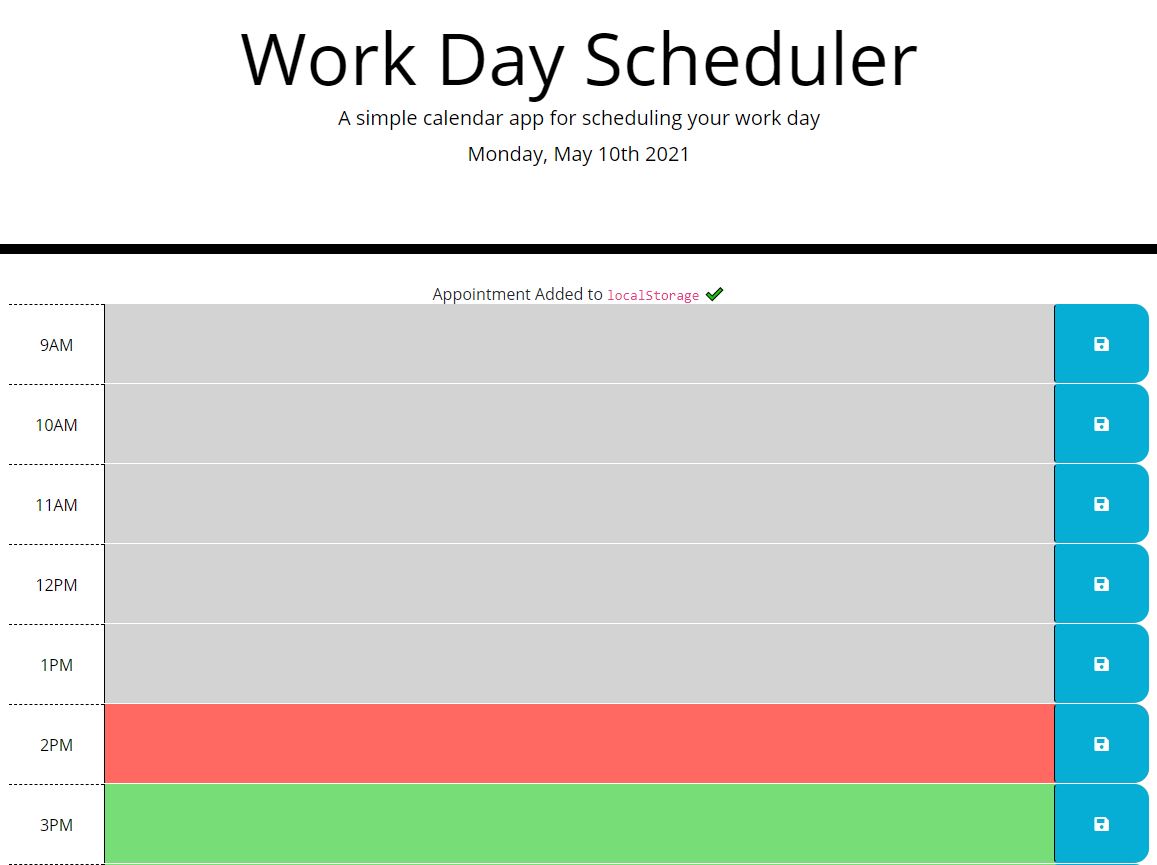 Work Day Scheduler
A simple calendar app for scheduling your work day
Monday, May 10th 2021
Appointment Added to localStorage ✔
9AM
10AM
11AM
12PM
1PM
2PM
3PM